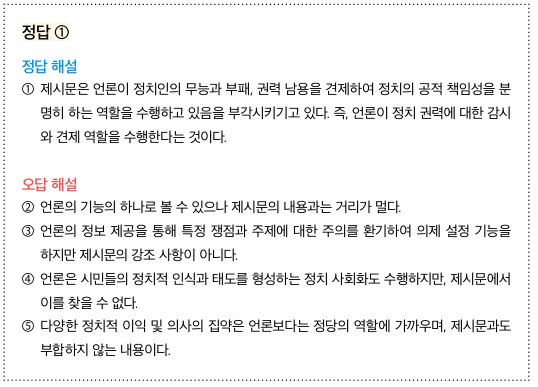 정답 ①
정답 해설
① 제시문은 언론이 정치인의 무능과 부패, 권력 남용을 견제하여 정치의 공적 책임성을 분
명히 하는 역할을 수행하고 있음을 부각시키기고 있다. 즉, 언론이 정치 권력에 대한 감시
와 견제 역할을 수행한다는 것이다.
오답 해설
② 언론의 기능의 하나로 볼 수 있으나 제시문의 내용과는 거리가 멀다.
③ 언론의 정보 제공을 통해 특정 쟁점과 주제에 대한 주의를 환기하여 의제 설정 기능을
하지만 제시문의 강조 사항이 아니다.
④ 언론은 시민들의 정치적 인식과 태도를 형성하는 정치 사회화도 수행하지만, 제시문에서
이를 찾을 수 없다.
⑤ 다양한 정치적 이익 및 의사의 집약은 언론보다는 정당의 역할에 가까우며, 제시문과도
부합하지 않는 내용이다.